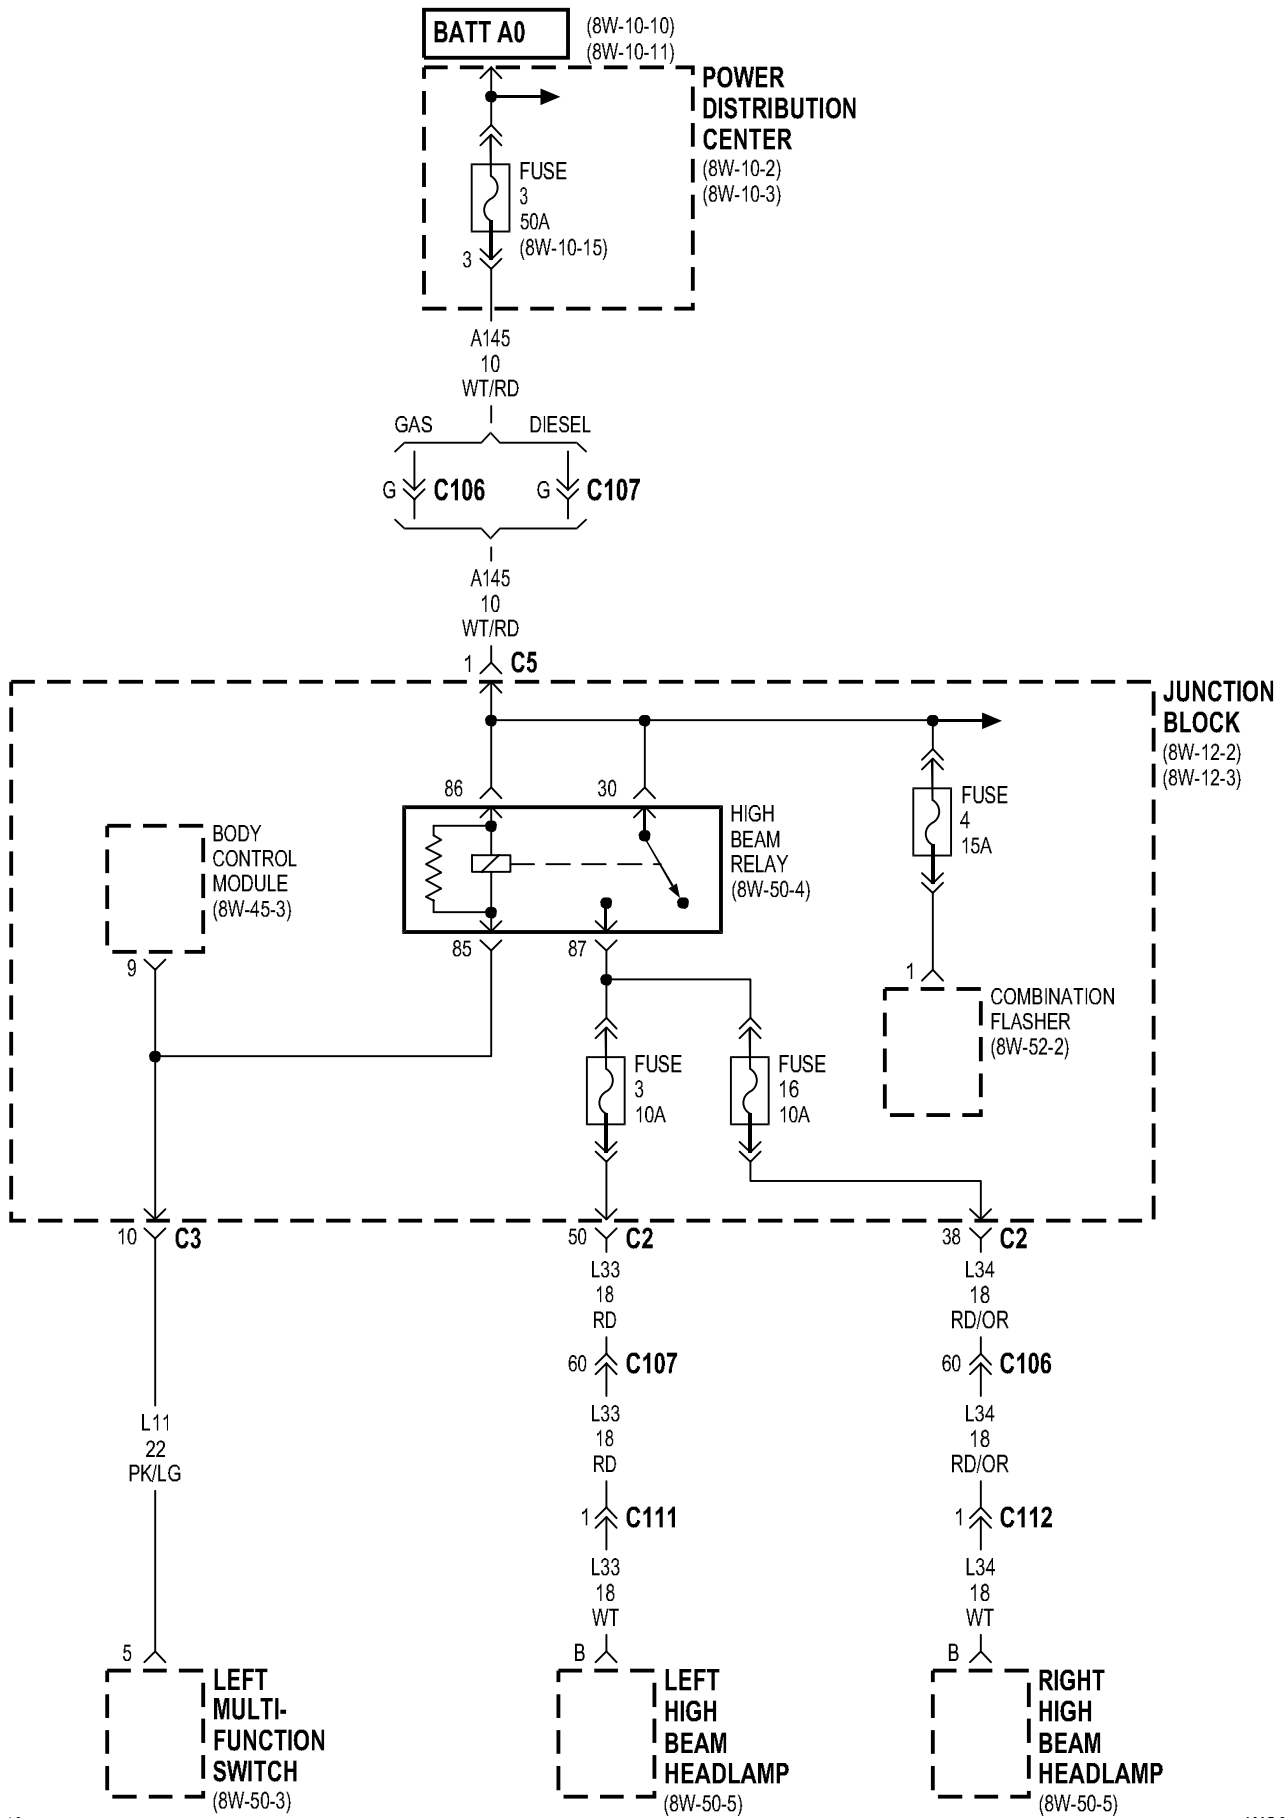 BATT A0
(8W-10-10)
(8W-10-11)
POWER
DISTRIBUTION
CENTER
(8W-10-2)
(8W-10-3)
FUSE
3
50A
(8W-10-15)
3
A145
10
WT/RD
GAS
DIESEL
G
C106
G
C107
A145
10
WT/RD
1
C5
JUNCTION
BLOCK
(8W-12-2)
(8W-12-3)
86
30
HIGH
BEAM
RELAY
(8W-50-4)
FUSE
4
15A
BODY
CONTROL
MODULE
(8W-45-3)
9
85
87
1
COMBINATION
FLASHER
(8W-52-2)
FUSE
3
10A
FUSE
16
10A
10
C3
50
C2
38
C2
L33
18
RD
L34
18
RD/OR
60
C107
60
C106
L11
22
PK/LG
L33
18
RD
L34
18
RD/OR
1
C111
1
C112
L33
18
WT
L34
18
WT
5
B
B
LEFT
MULTI-
FUNCTION
SWITCH
(8W-50-3)
LEFT
HIGH
BEAM
HEADLAMP
(8W-50-5)
RIGHT
HIGH
BEAM
HEADLAMP
(8W-50-5)